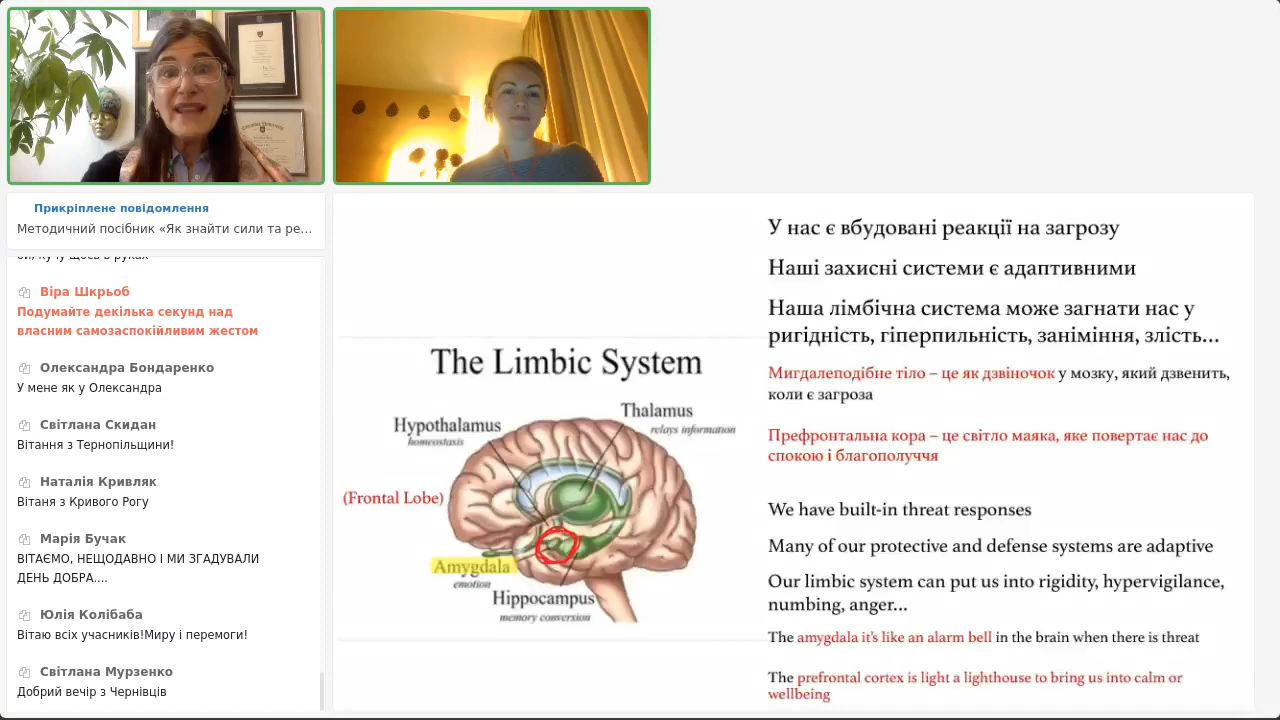 Прикріплене повідомлення
Методичний посібник «Як знайти сили та ре...
Віра Шкрьоб
Подумайте декілька секунд над
власним самозаспокійливим жестом
Олександра Бондаренко
У мене як у Олександра
Світлана Скидан
Вітання з Тернопільщини!
Наталія Кривляк
Вітаня з Кривого Рогу
Марія Бучак
ВІТАЄМО, НЕЩОДАВНО І МИ ЗГАДУВАЛИ
ДЕНЬ ДОБРА....
Юлія Колібаба
Вітаю всіх учасників!Миру і перемоги!
Світлана Мурзенко
Добрий вечір з Чернівців
The Limbic System
Thalamus
relays information
Hypothalamus
homeostasis
(Frontal Lobe)
Amygdala
emotion
Hippocampus
memory conversion
У нас є вбудовані реакції на загрозу
Наші захисні системи є адаптивними
Наша лімбічна система може загнати нас у
ригідність, гіперпильність, заніміння, злість...
Мигдалеподібне тіло – це як дзвіночок у мозку, який дзвенить,
коли є загроза
Префронтальна кора – це світло маяка, яке повертає нас до
спокою і благополуччя
We have built-in threat responses
Many of our protective and defense systems are adaptive
Our limbic system can put us into rigidity, hypervigilance,
numbing, anger...
The amygdala it's like an alarm bell in the brain when there is threat
The prefrontal cortex is light a lighthouse to bring us into calm or
wellbeing